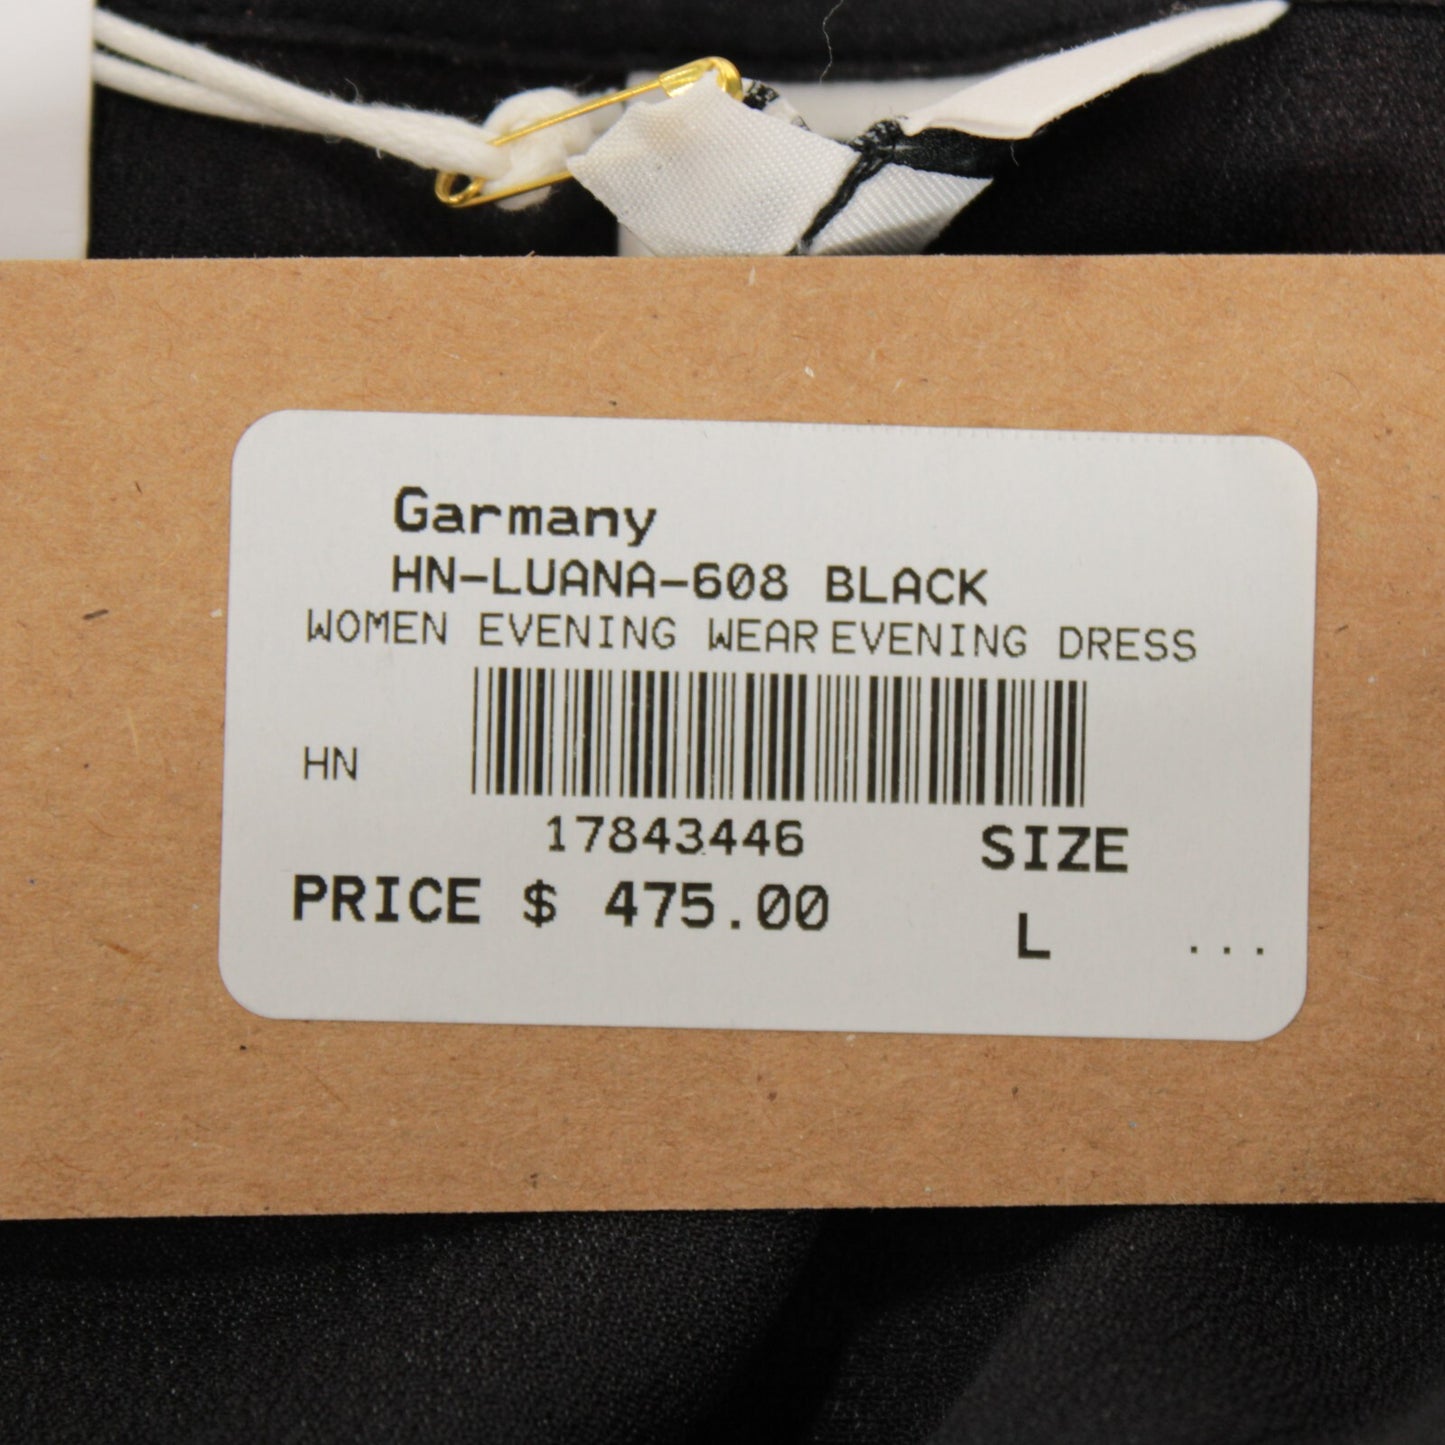 Garmany
HN-LUANA-608 BLACK
WOMEN EVENING WEAR EVENING DRESS
HN
17843446
SIZE
PRICE $ 475.00
L ...